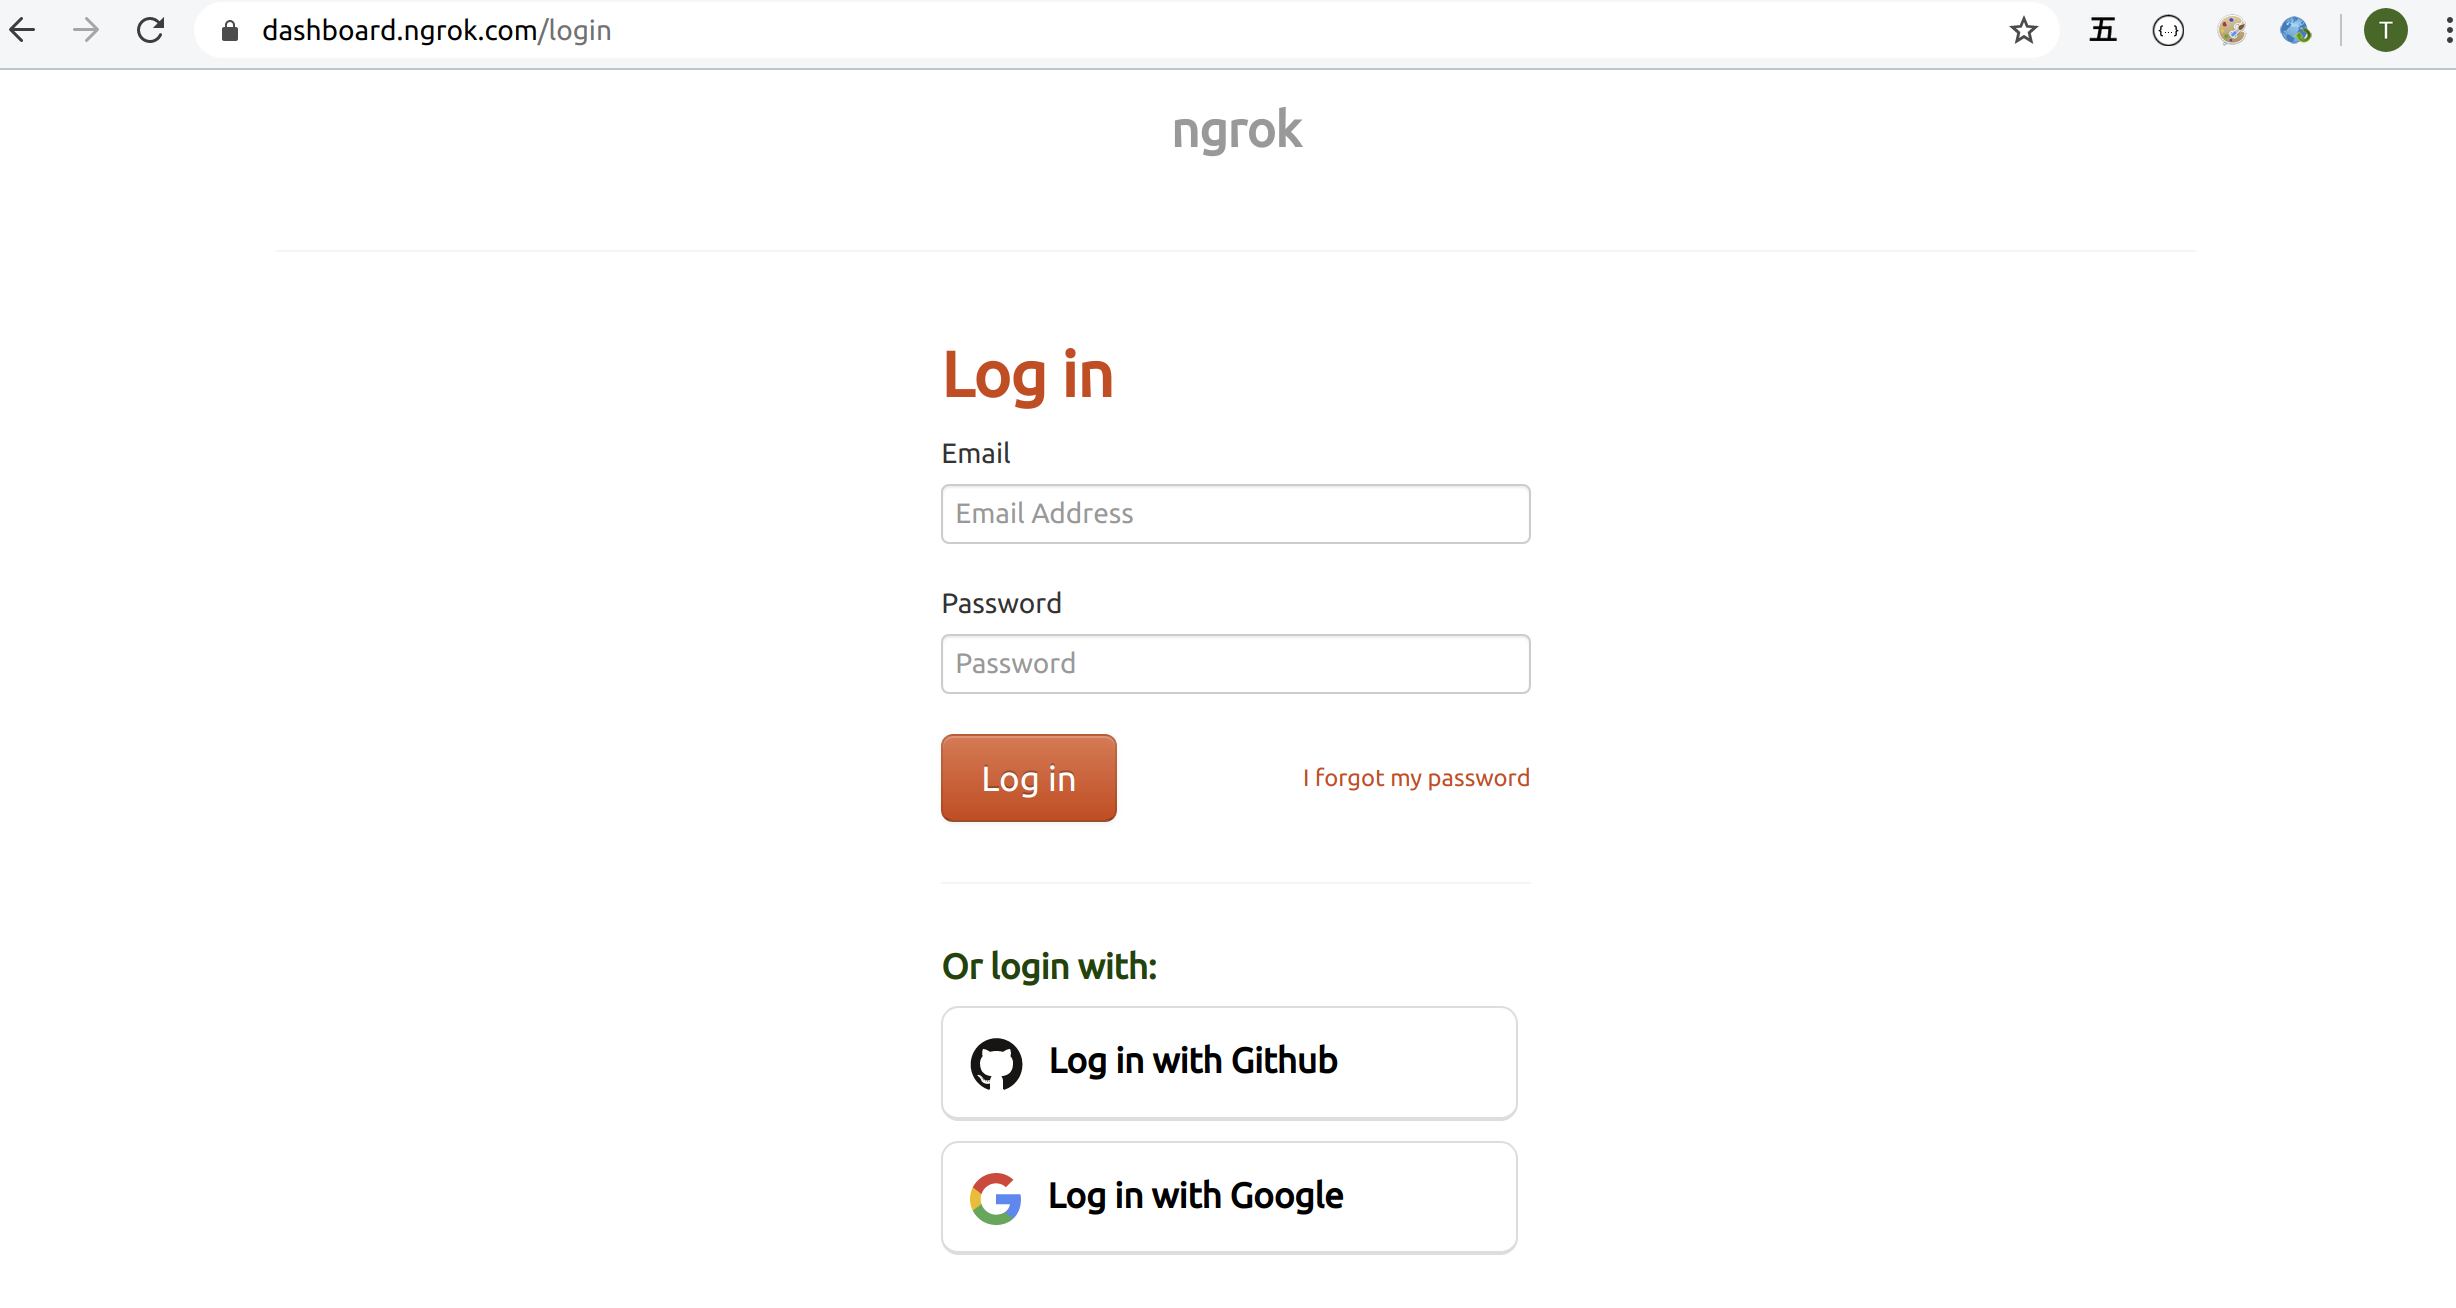 dashboard.ngrok.com/login
五
{...}
T
ngrok
Log in
Email
Email Address
Password
Password
Log in
I forgot my password
Or login with:
Log in with Github
Log in with Google